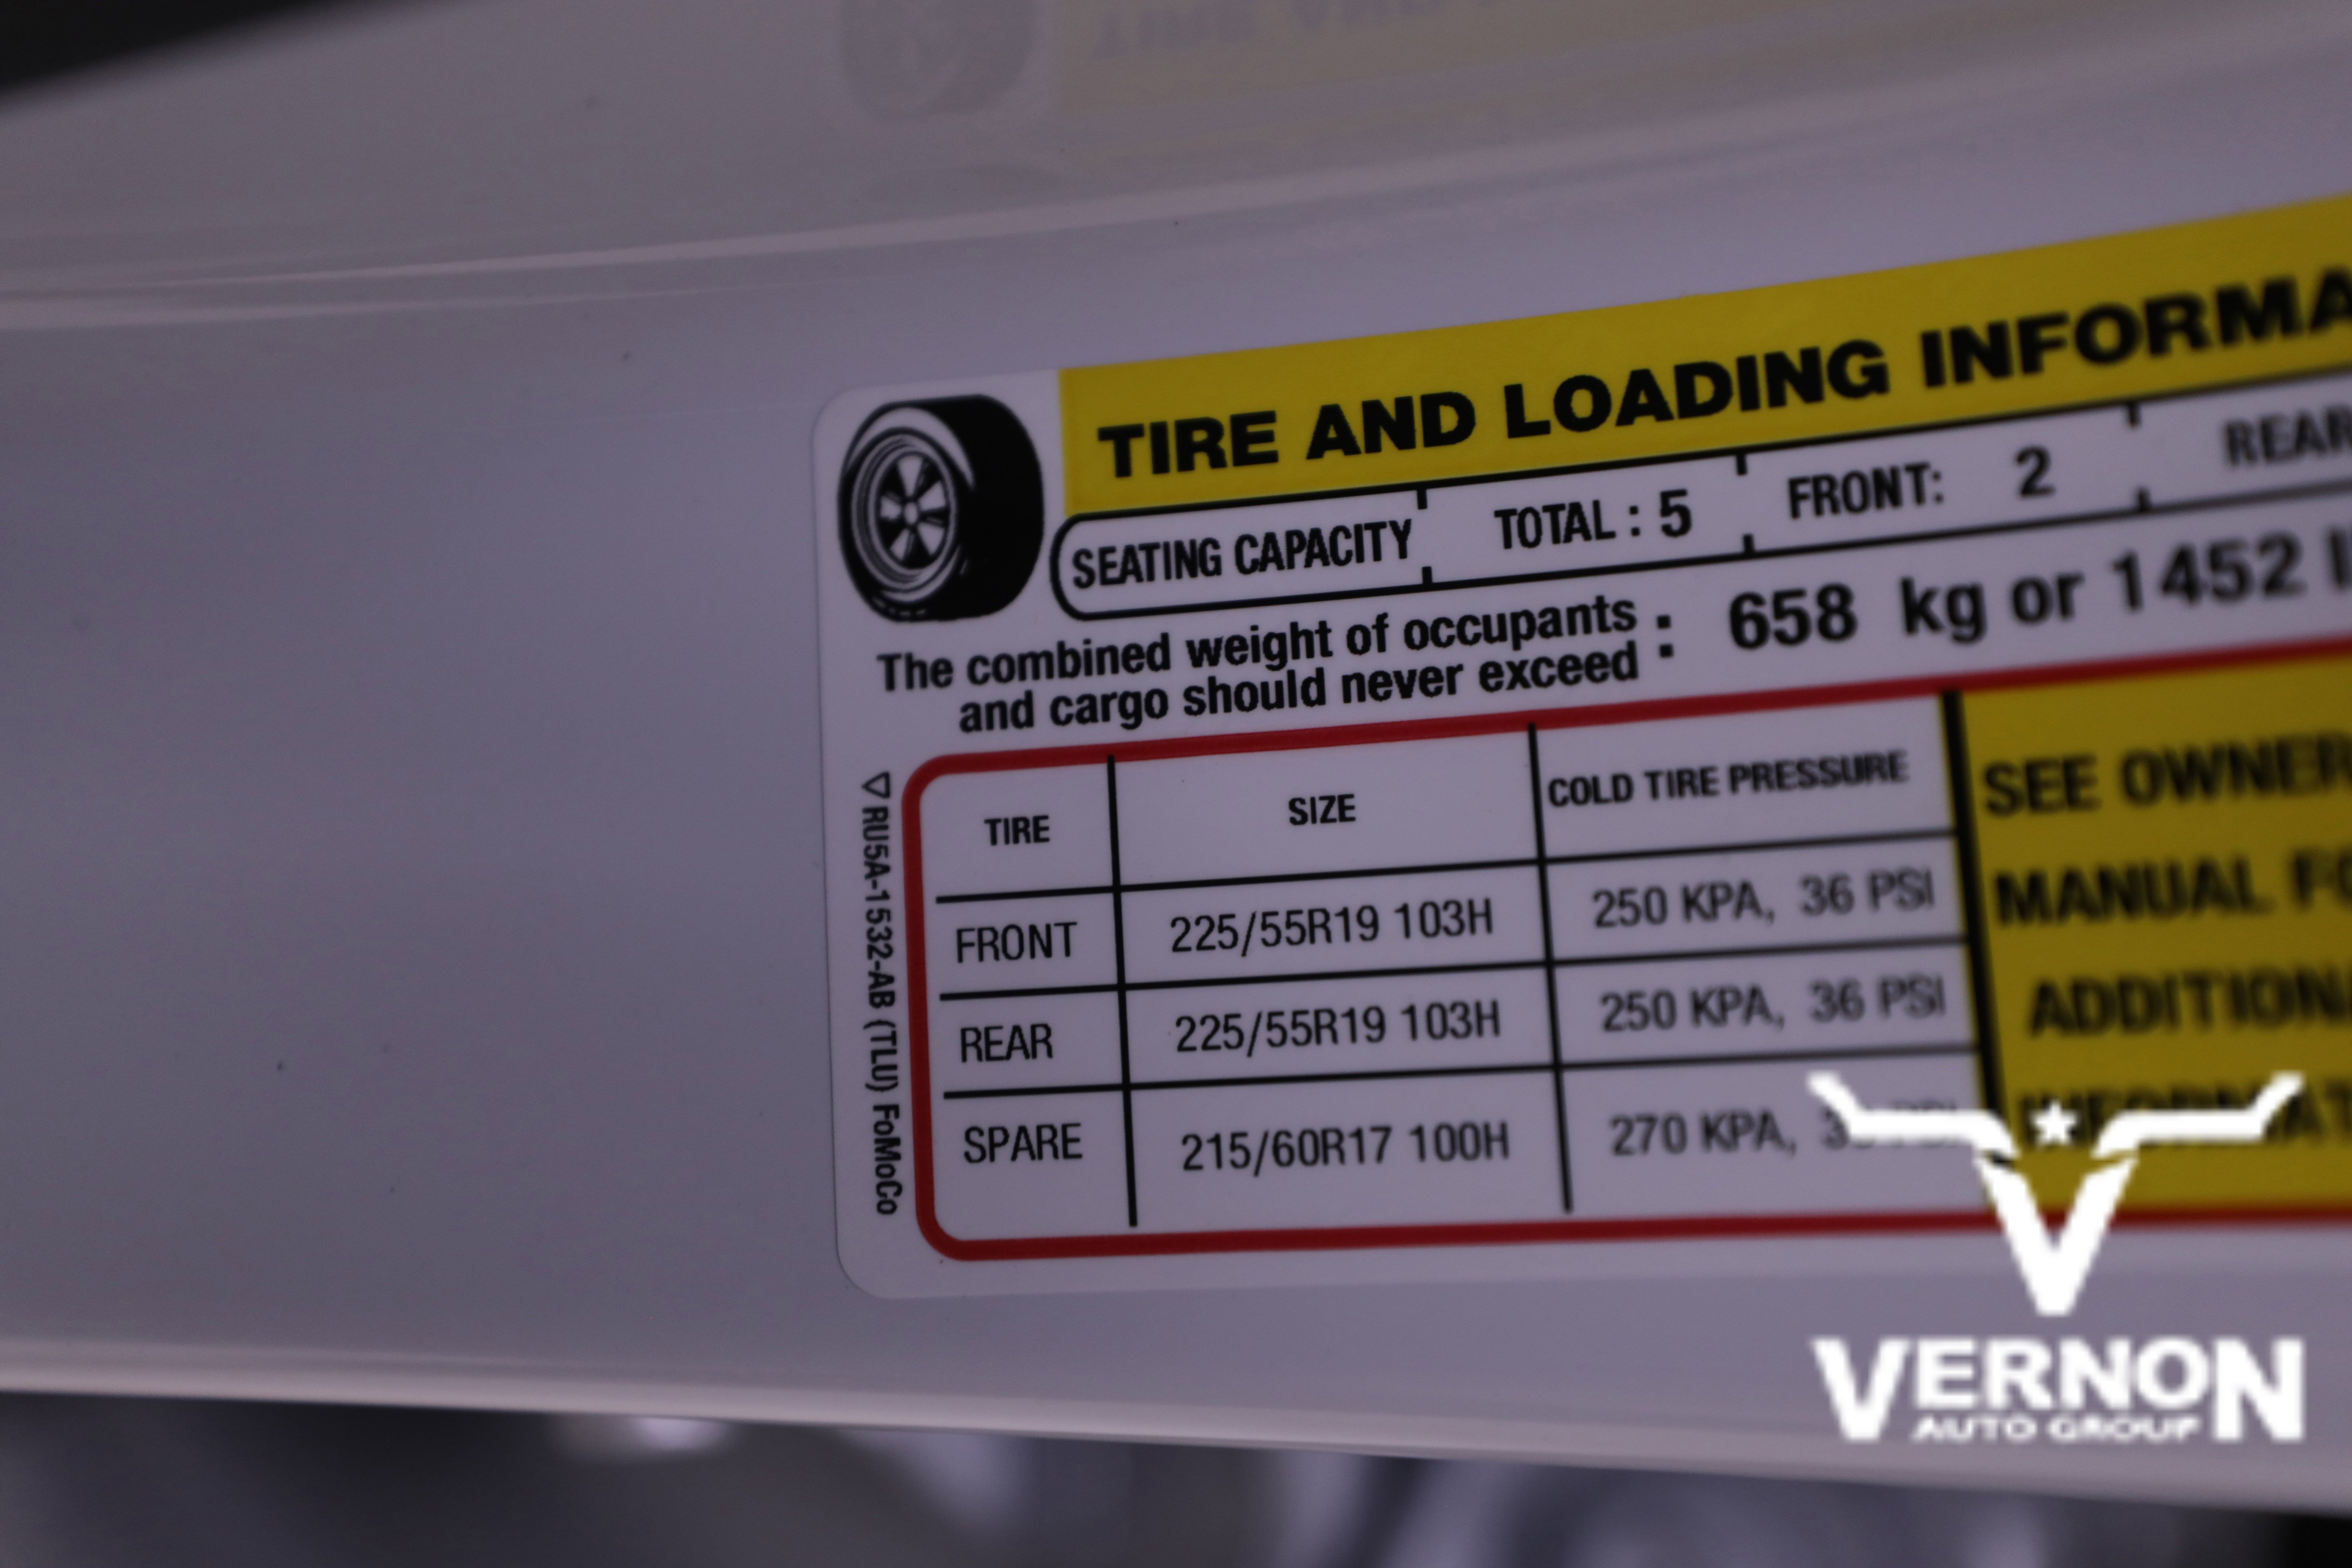 TIRE AND LOADING INFORMA
SEATING CAPACITY TOTAL : 5 FRONT: 2 REAR
The combined weight of occupants
and cargo should never exceed : 658 kg or 1452
TIRE SIZE COLD TIRE PRESSURE
FRONT 225/55R19 103H 250 KPA, 36 PSI
REAR 225/55R19 103H 250 KPA, 36 PSI
SPARE 215/60R17 100H 270 KPA,
SEE OWNER
MANUAL FO
ADDITIONA
RU5A-1532-AB (TLU) FoMoCo
VERNON
AUTO GROUP